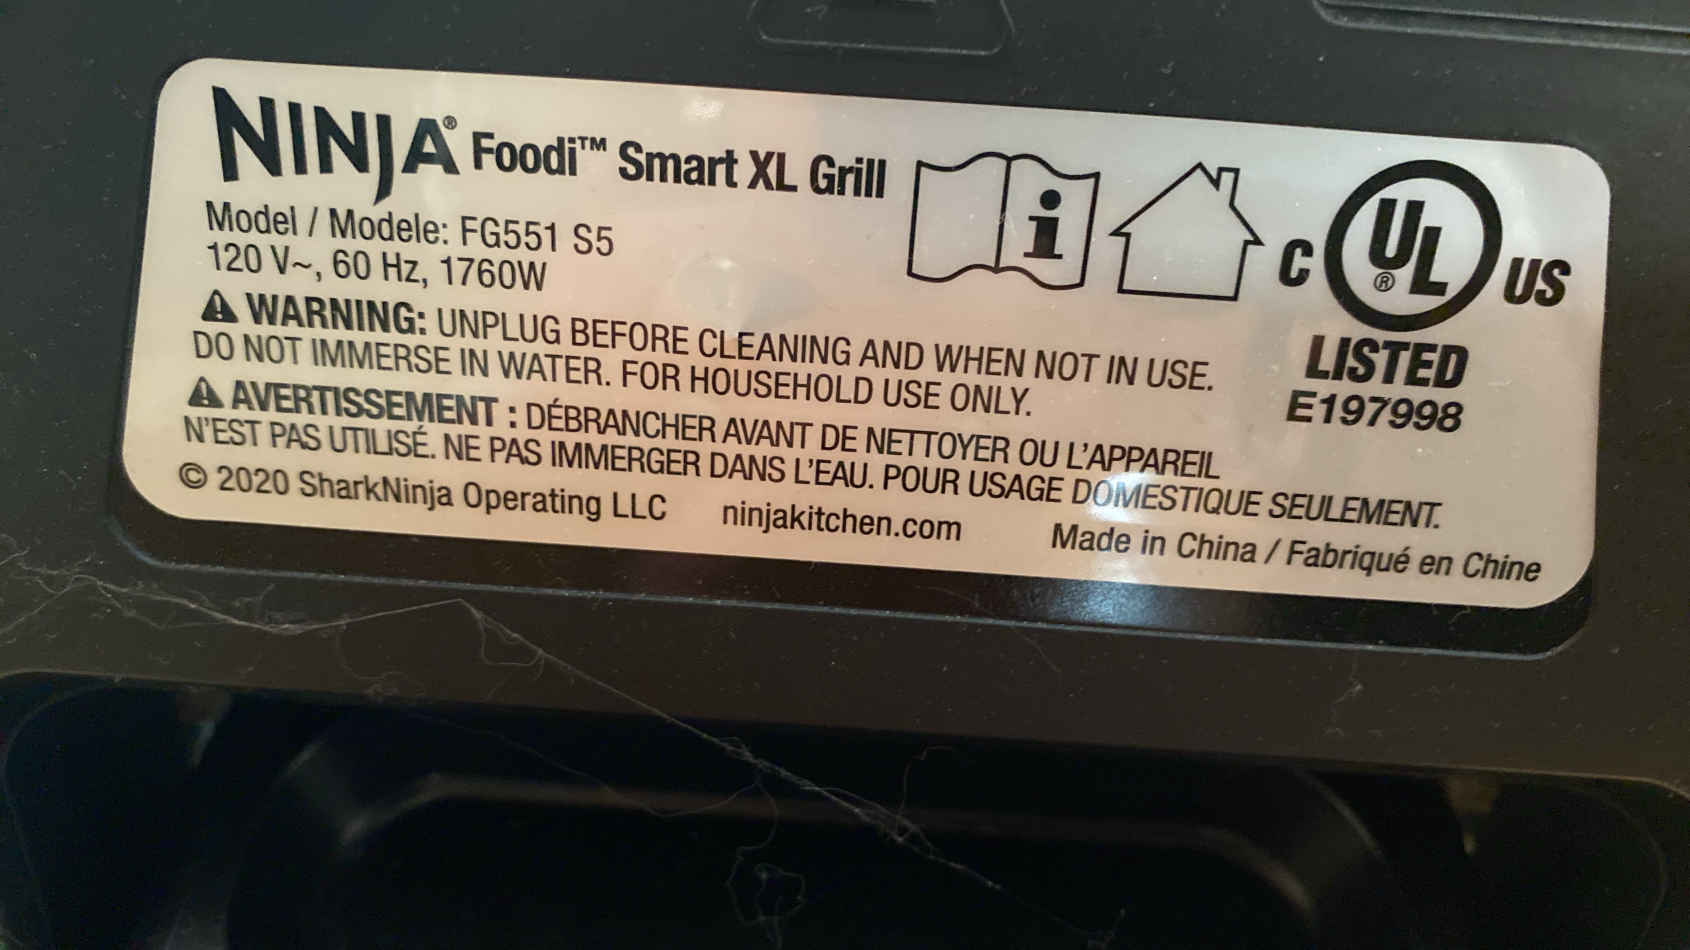 NINJA® Foodi™ Smart XL Grill
Model / Modele: FG551 S5
120 V~, 60 Hz, 1760W
⚠ WARNING: UNPLUG BEFORE CLEANING AND WHEN NOT IN USE.
DO NOT IMMERSE IN WATER. FOR HOUSEHOLD USE ONLY.
⚠ AVERTISSEMENT : DÉBRANCHER AVANT DE NETTOYER OU L'APPAREIL
N'EST PAS UTILISÉ. NE PAS IMMERGER DANS L'EAU. POUR USAGE DOMESTIQUE SEULEMENT.
© 2020 SharkNinja Operating LLC ninjakitchen.com Made in China / Fabriqué en Chine
i
C UL® US
LISTED
E197998